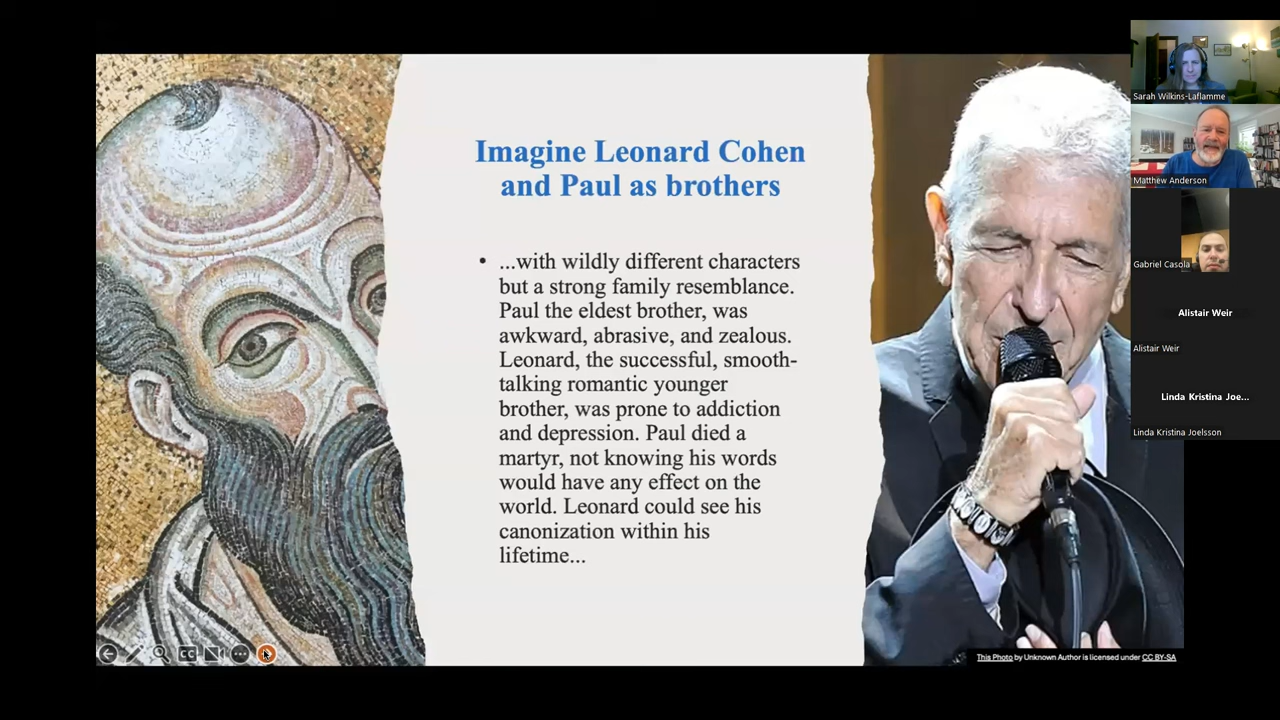 Imagine Leonard Cohen
and Paul as brothers
• ...with wildly different characters
but a strong family resemblance.
Paul the eldest brother, was
awkward, abrasive, and zealous.
Leonard, the successful, smooth-
talking romantic younger
brother, was prone to addiction
and depression. Paul died a
martyr, not knowing his words
would have any effect on the
world. Leonard could see his
canonization within his
lifetime...
This Photo by Unknown Author is licensed under CC BY-SA
CC
Sarah Wilkins-Laflamme
Matthew Anderson
Gabriel Casola
Alistair Weir
Alistair Weir
Linda Kristina Joe...
Linda Kristina Joelsson